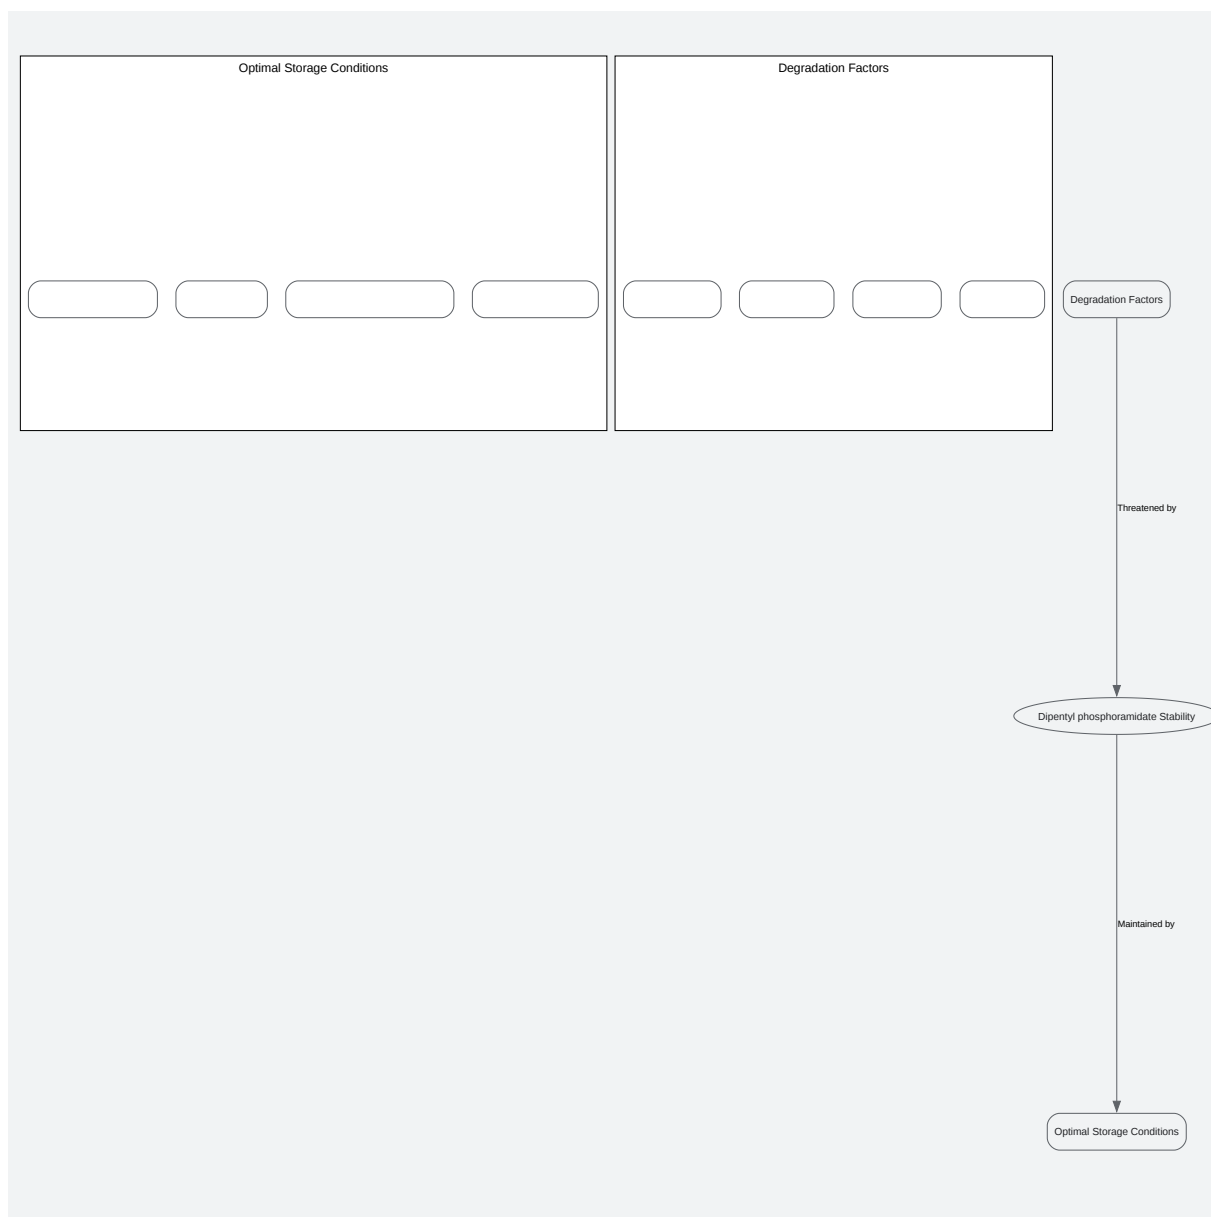 Optimal Storage Conditions
Degradation Factors
Degradation Factors
Threatened by
Dipentyl phosphoramidate Stability
Maintained by
Optimal Storage Conditions